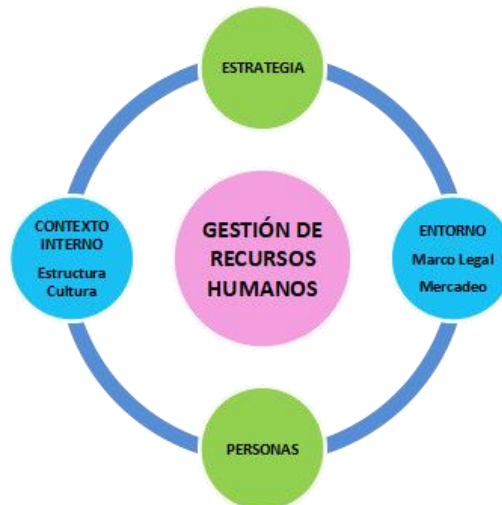 ESTRATEGIA
CONTEXTO
INTERNO
Estructura
Cultura
GESTIÓN DE
RECURSOS
HUMANOS
ENTORNO
Marco Legal
Mercadeo
PERSONAS